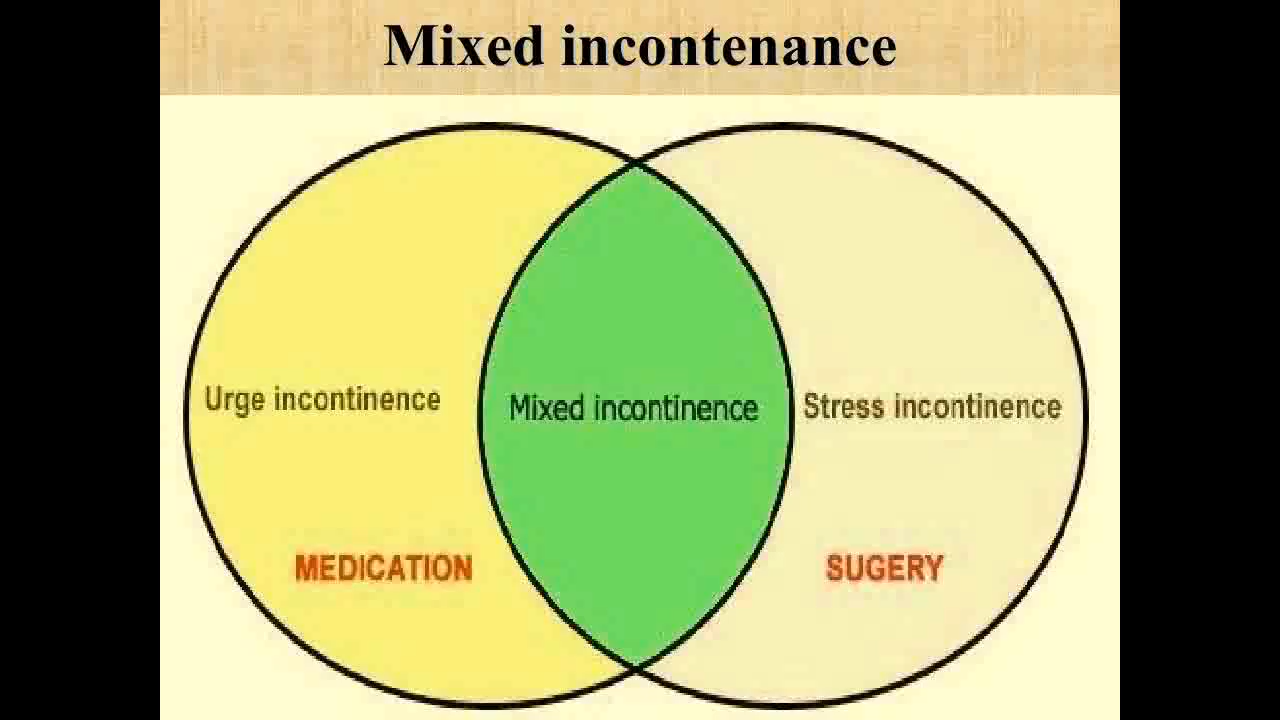 Mixed incontenance
Urge incontinence
Mixed incontinence
Stress incontinence
MEDICATION
SUGERY